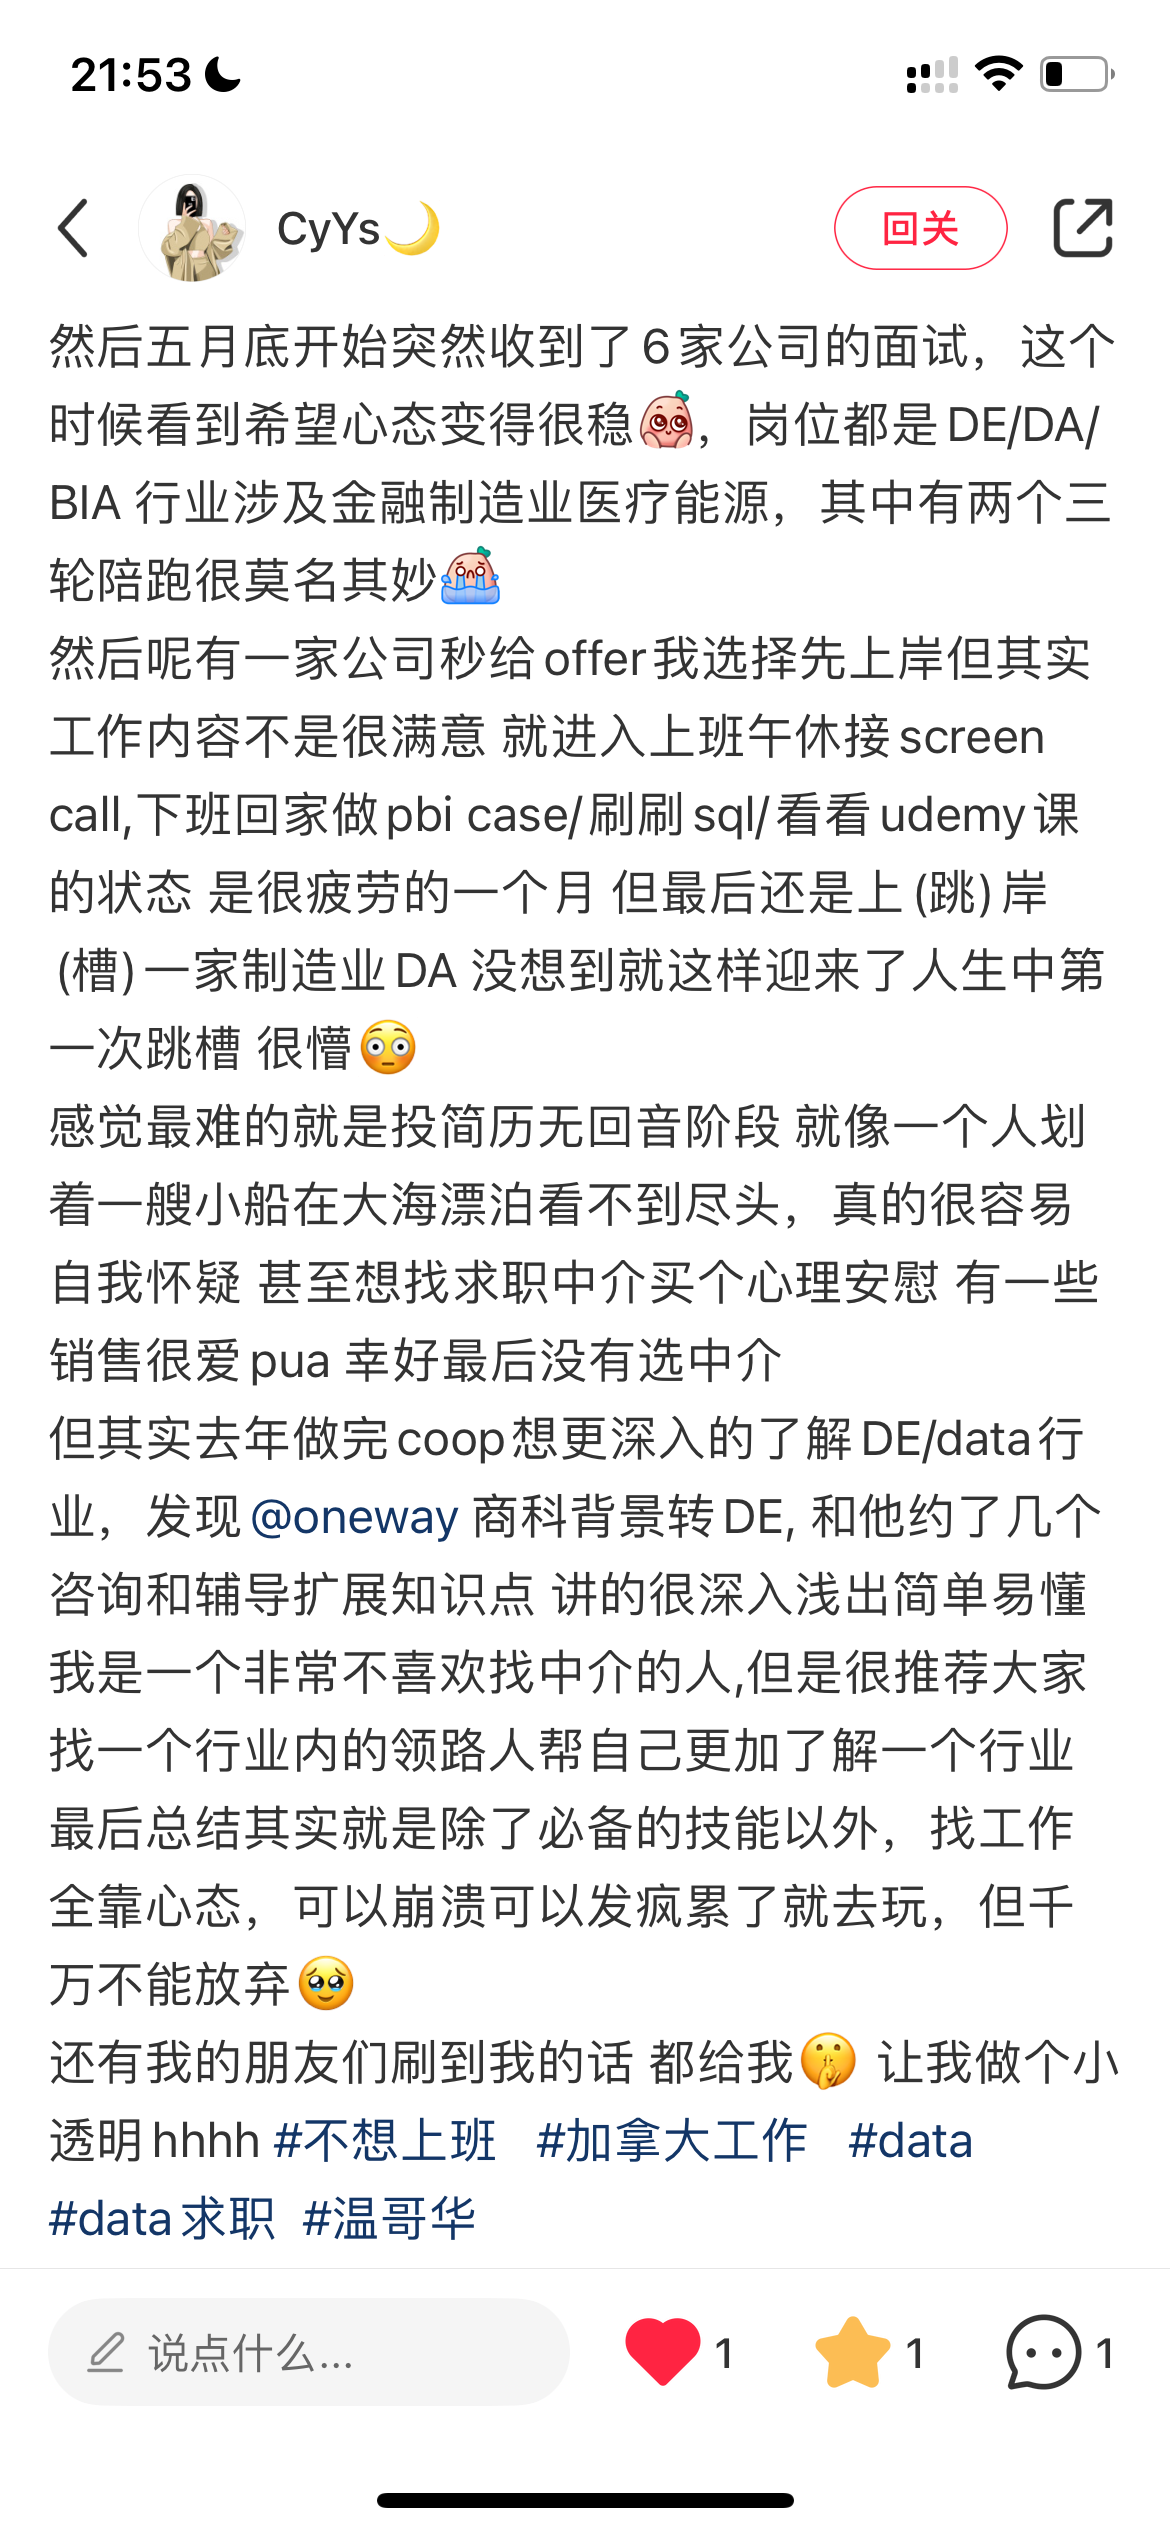 21:53
CyYs🌙
回关
然后五月底开始突然收到了6家公司的面试，这个
时候看到希望心态变得很稳，岗位都是DE/DA/
BIA 行业涉及金融制造业医疗能源，其中有两个三
轮陪跑很莫名其妙
然后呢有一家公司秒给offer我选择先上岸但其实
工作内容不是很满意 就进入上班午休接screen
call,下班回家做pbi case/刷刷sql/看看udemy课
的状态 是很疲劳的一个月 但最后还是上(跳)岸
(槽)一家制造业DA 没想到就这样迎来了人生中第
一次跳槽 很懵😳
感觉最难的就是投简历无回音阶段 就像一个人划
着一艘小船在大海漂泊看不到尽头，真的很容易
自我怀疑 甚至想找求职中介买个心理安慰 有一些
销售很爱pua 幸好最后没有选中介
但其实去年做完coop想更深入的了解DE/data行
业，发现@oneway 商科背景转DE, 和他约了几个
咨询和辅导扩展知识点 讲的很深入浅出简单易懂
我是一个非常不喜欢找中介的人,但是很推荐大家
找一个行业内的领路人帮自己更加了解一个行业
最后总结其实就是除了必备的技能以外，找工作
全靠心态，可以崩溃可以发疯累了就去玩，但千
万不能放弃🥹
还有我的朋友们刷到我的话 都给我🤫 让我做个小
透明hhhh #不想上班 #加拿大工作 #data
#data求职 #温哥华
说点什么...
1
1
1